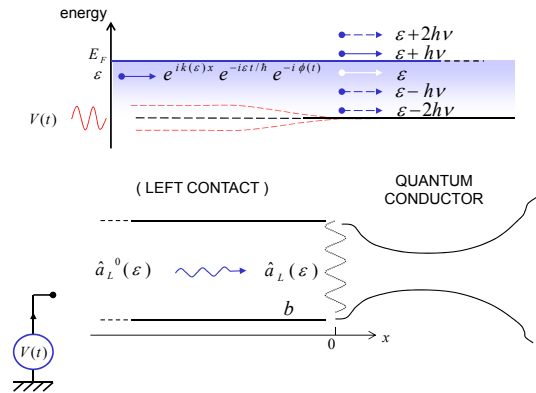 energy
ε+2hν
E_F
ε+hν
ε
e^{ik(ε)x} e^{-iεt/ħ} e^{-iϕ(t)}
ε
ε−hν
ε−2hν
V(t)
( LEFT CONTACT )
QUANTUM
CONDUCTOR
â_L^0(ε)
â_L(ε)
b
V(t)
0
x